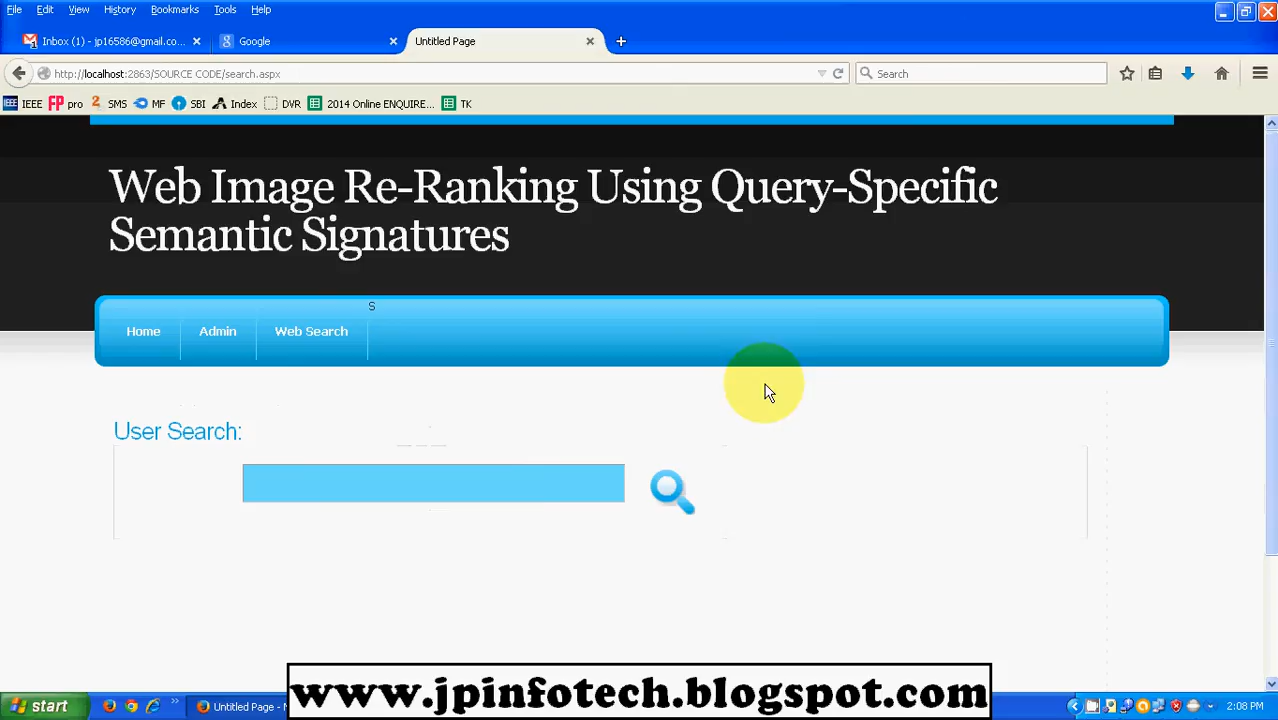 File Edit View History Bookmarks Tools Help
Inbox (1) - jp16586@gmail.co... Google Untitled Page
http://localhost:2863/SOURCE CODE/search.aspx Search
IEEE IEEE FP pro 2 SMS MF SBI Index DVR 2014 Online ENQUIRE... TK
Web Image Re-Ranking Using Query-Specific
Semantic Signatures
S
Home Admin Web Search
User Search:
www.jpinfotech.blogspot.com
start Untitled Page - 2:08 PM